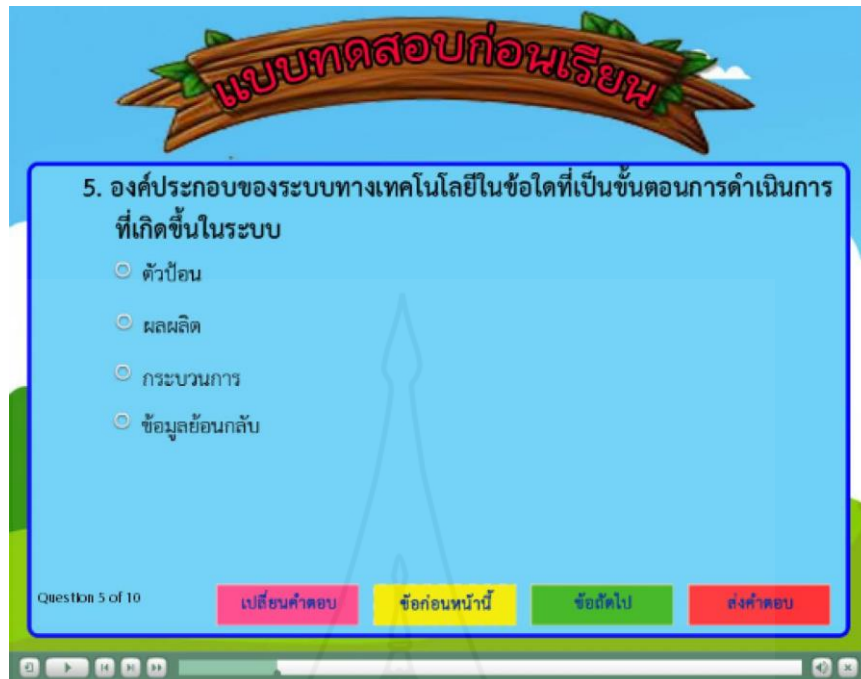 แบบทดสอบก่อนเรียน
5. องค์ประกอบของระบบทางเทคโนโลยีในข้อใดที่เป็นขั้นตอนการดำเนินการ
ที่เกิดขึ้นในระบบ
ตัวป้อน
ผลผลิต
กระบวนการ
ข้อมูลย้อนกลับ
Question 5 of 10
เปลี่ยนคำตอบ
ข้อก่อนหน้านี้
ข้อถัดไป
ส่งคำตอบ